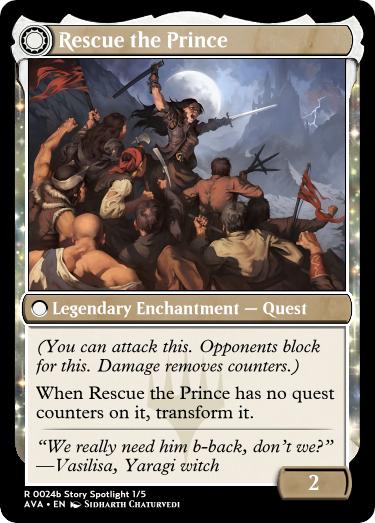 Rescue the Prince
Legendary Enchantment — Quest
(You can attack this. Opponents block
for this. Damage removes counters.)
When Rescue the Prince has no quest
counters on it, transform it.
“We really need him b-back, don’t we?”
—Vasilisa, Yaragi witch
2
R 0024b Story Spotlight 1/5
AVA • EN Sidharth Chaturvedi